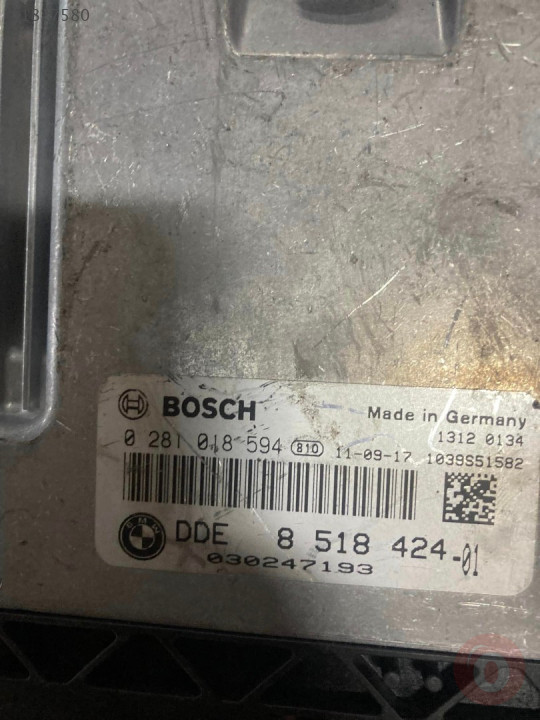 BOSCH
Made in Germany
0 281 018 594 810 11-09-17
1312 0134
1039S51582
BMW
DDE 8 518 424-01
030247193